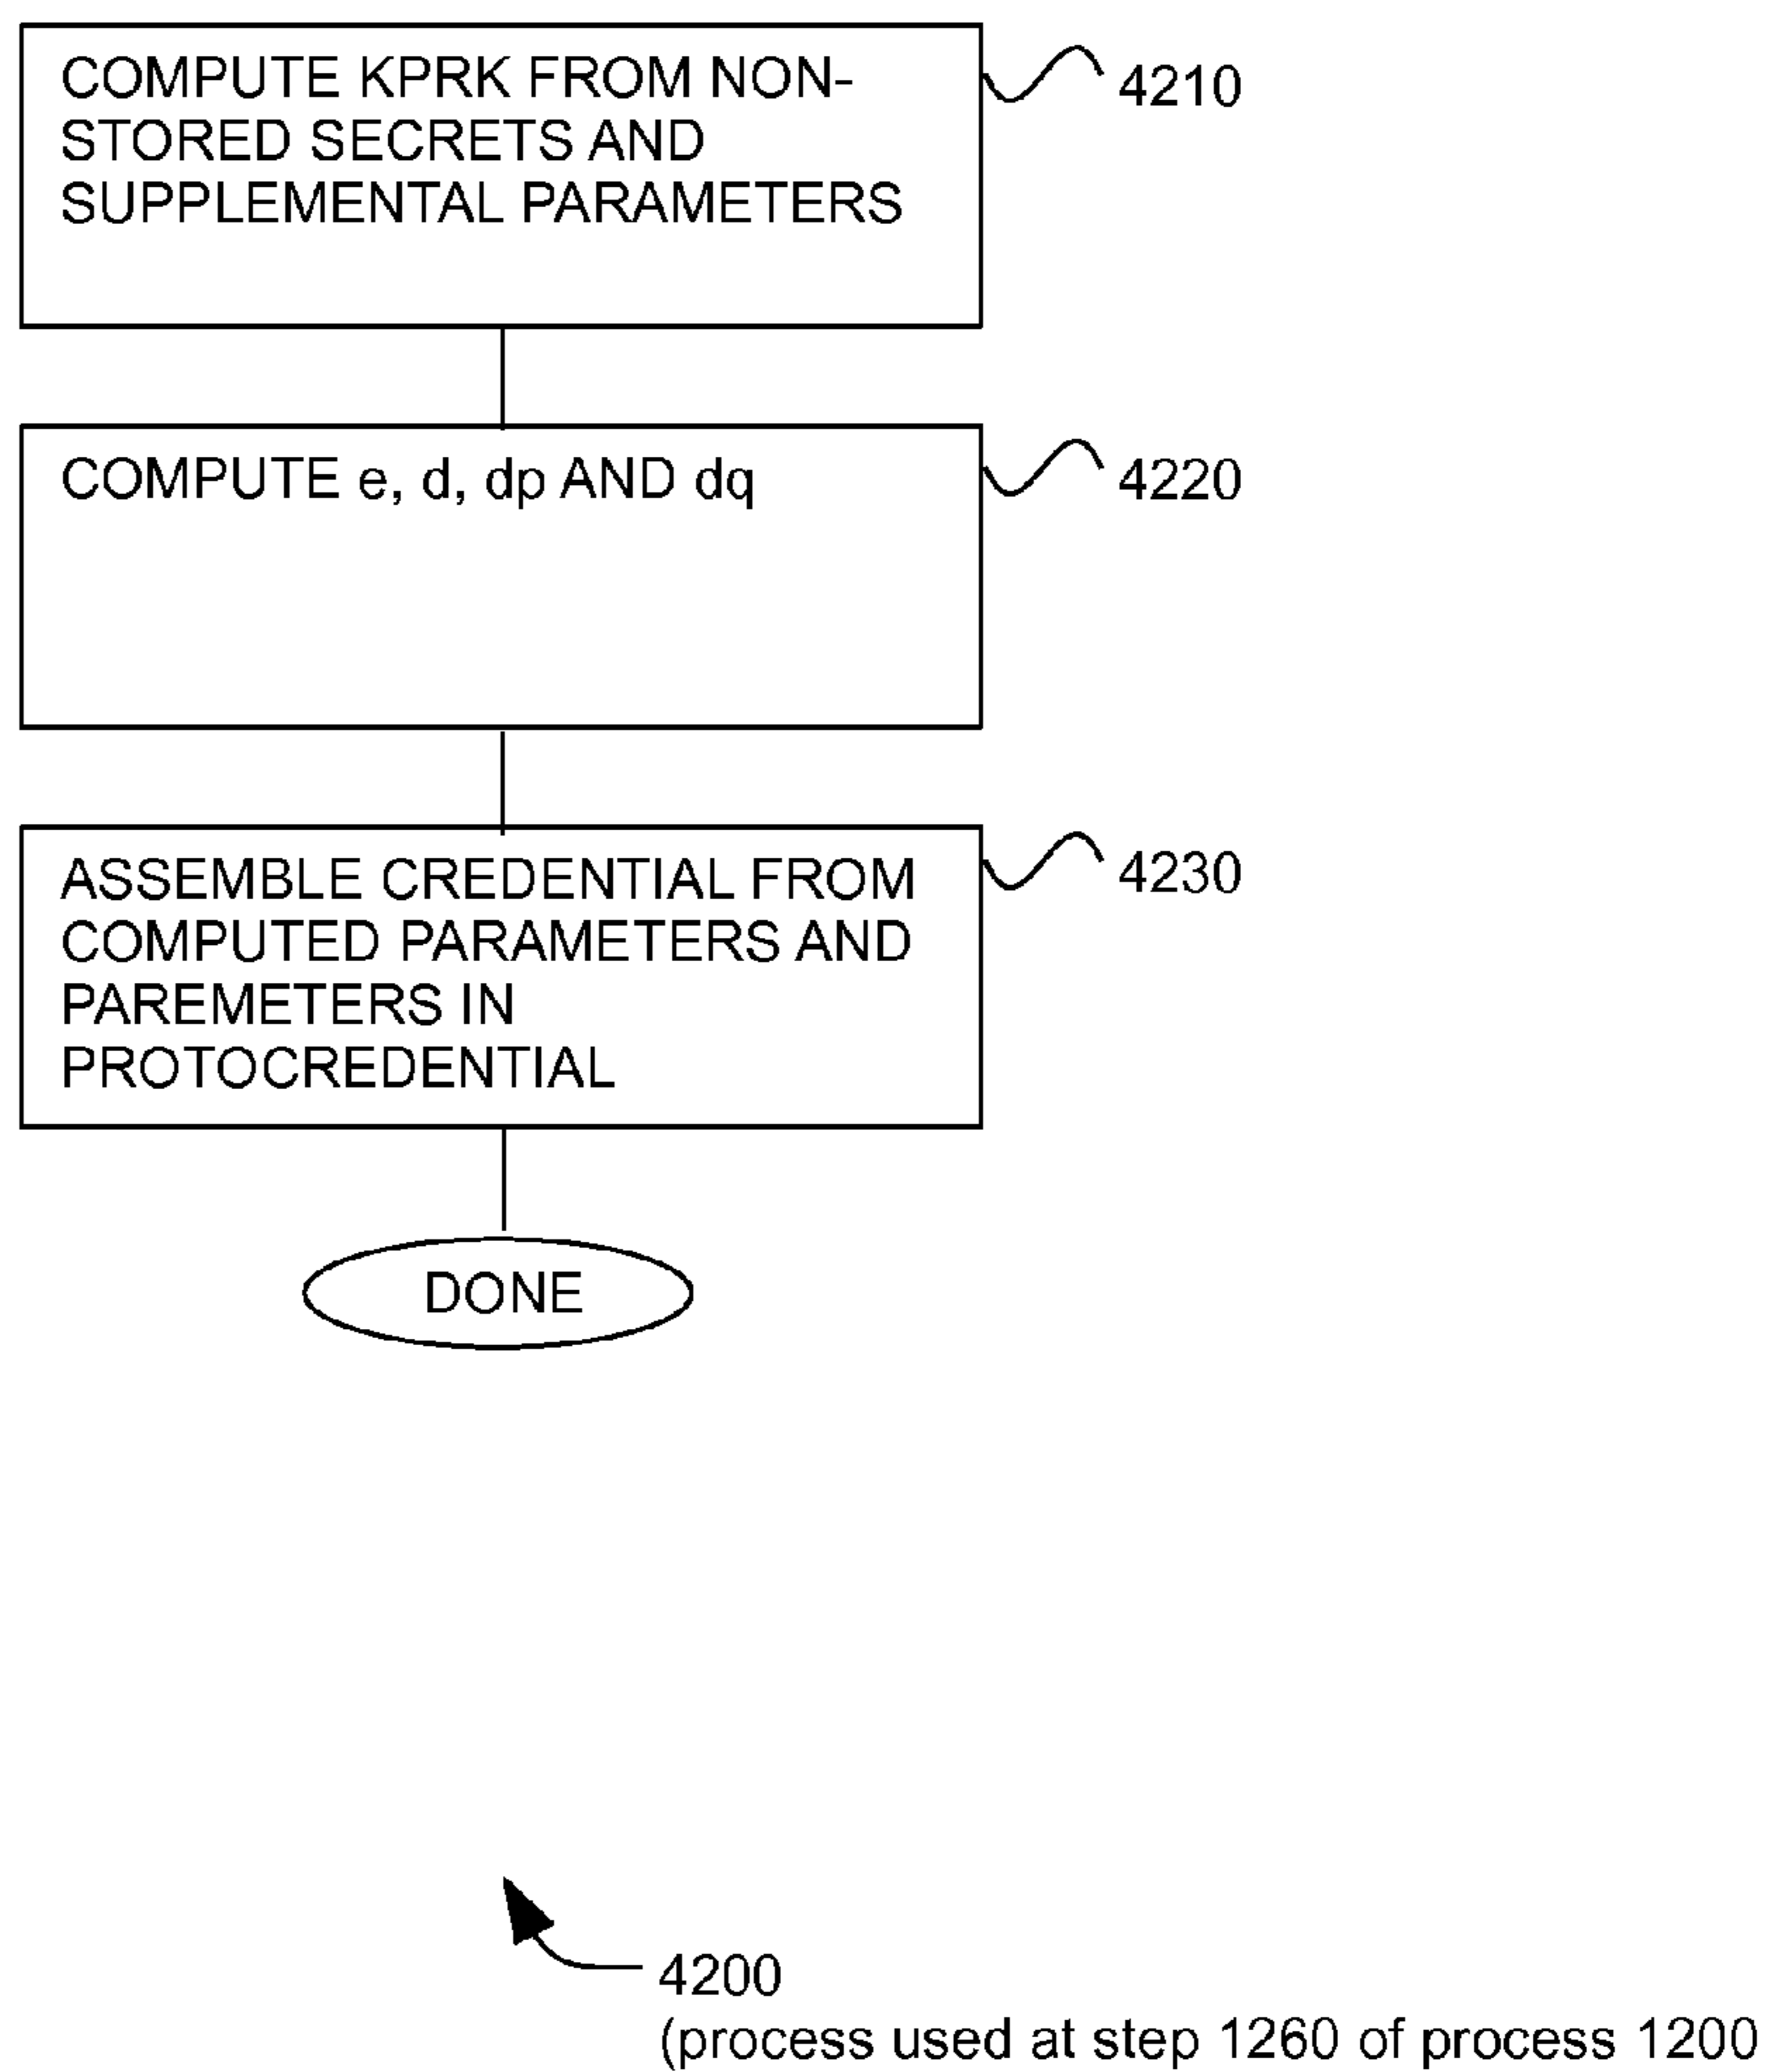 COMPUTE KPRK FROM NON-
STORED SECRETS AND
SUPPLEMENTAL PARAMETERS
4210
COMPUTE e, d, dp AND dq
4220
ASSEMBLE CREDENTIAL FROM
COMPUTED PARAMETERS AND
PAREMETERS IN
PROTOCREDENTIAL
4230
DONE
4200
(process used at step 1260 of process 1200